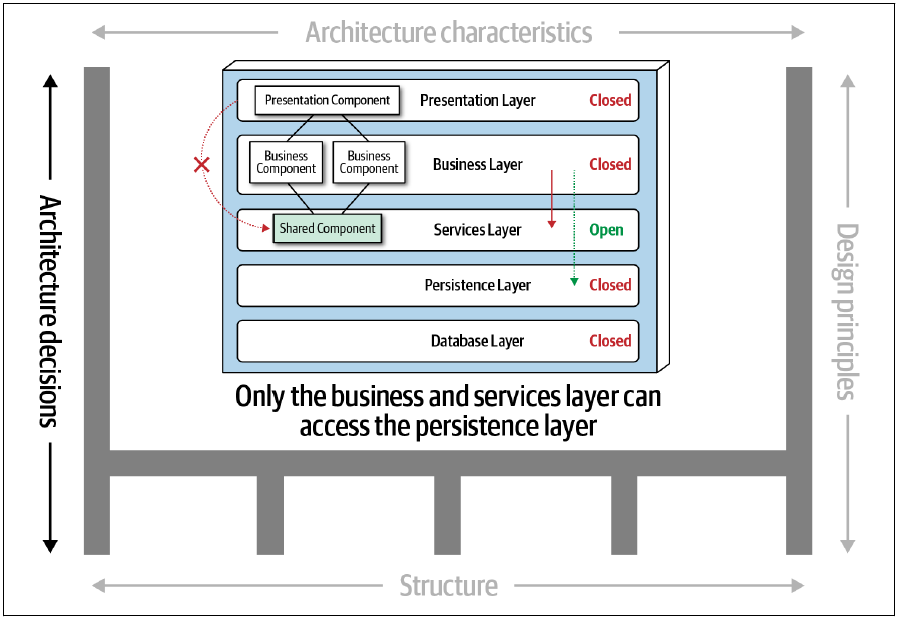 Architecture characteristics
Architecture decisions
Presentation Component
Presentation Layer
Closed
Business
Component
Business
Component
Business Layer
Closed
Shared Component
Services Layer
Open
Persistence Layer
Closed
Database Layer
Closed
Only the business and services layer can
access the persistence layer
Design principles
Structure